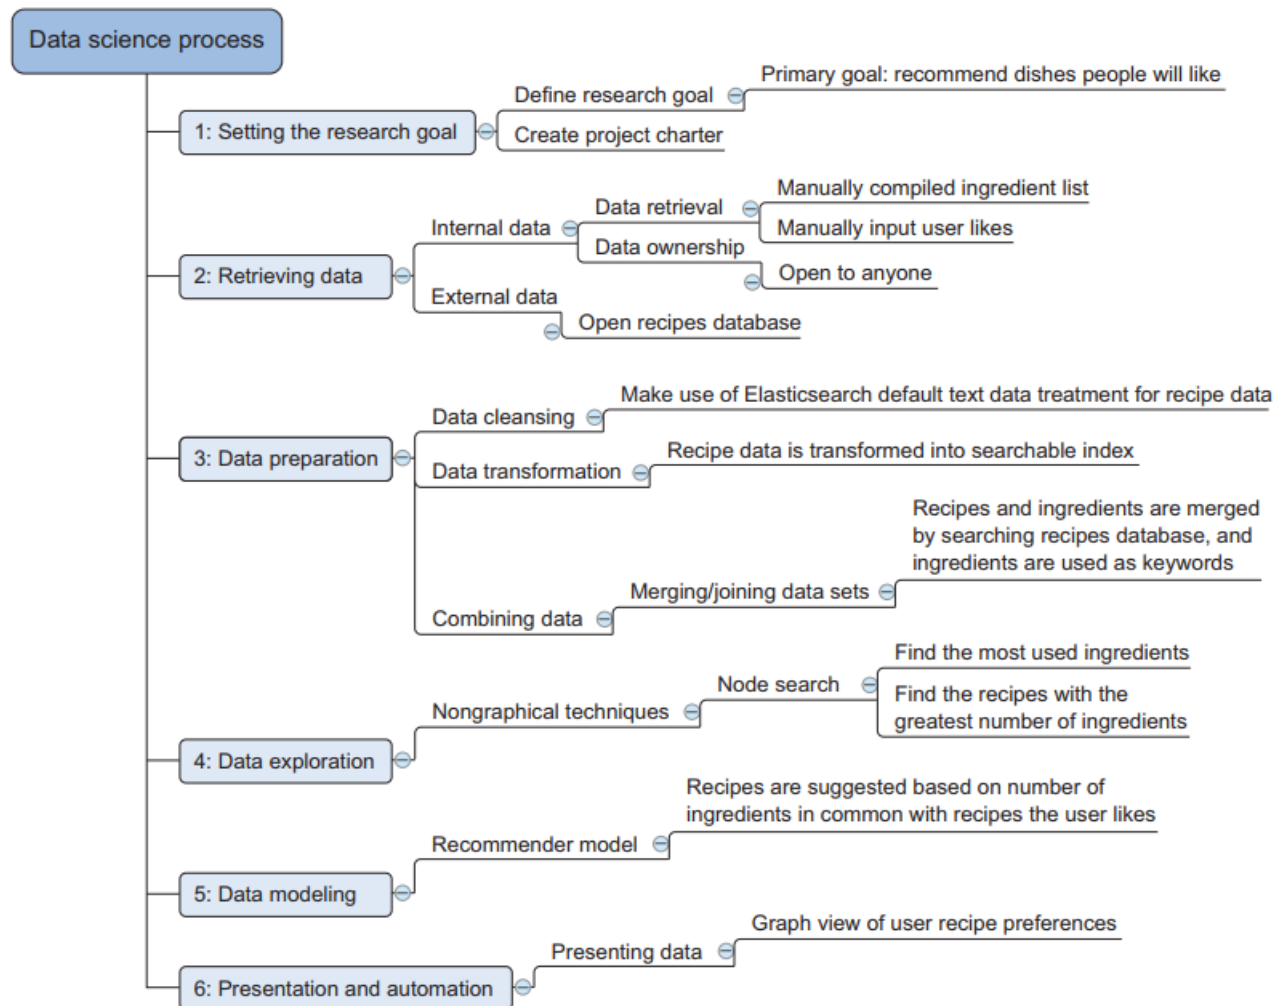 Data science process
Primary goal: recommend dishes people will like
Define research goal
1: Setting the research goal
Create project charter
Manually compiled ingredient list
Data retrieval
Internal data
Manually input user likes
Data ownership
2: Retrieving data
Open to anyone
External data
Open recipes database
Make use of Elasticsearch default text data treatment for recipe data
Data cleansing
3: Data preparation
Recipe data is transformed into searchable index
Data transformation
Recipes and ingredients are merged
by searching recipes database, and
ingredients are used as keywords
Merging/joining data sets
Combining data
Find the most used ingredients
Node search
Nongraphical techniques
Find the recipes with the
greatest number of ingredients
4: Data exploration
Recipes are suggested based on number of
ingredients in common with recipes the user likes
Recommender model
5: Data modeling
Graph view of user recipe preferences
Presenting data
6: Presentation and automation